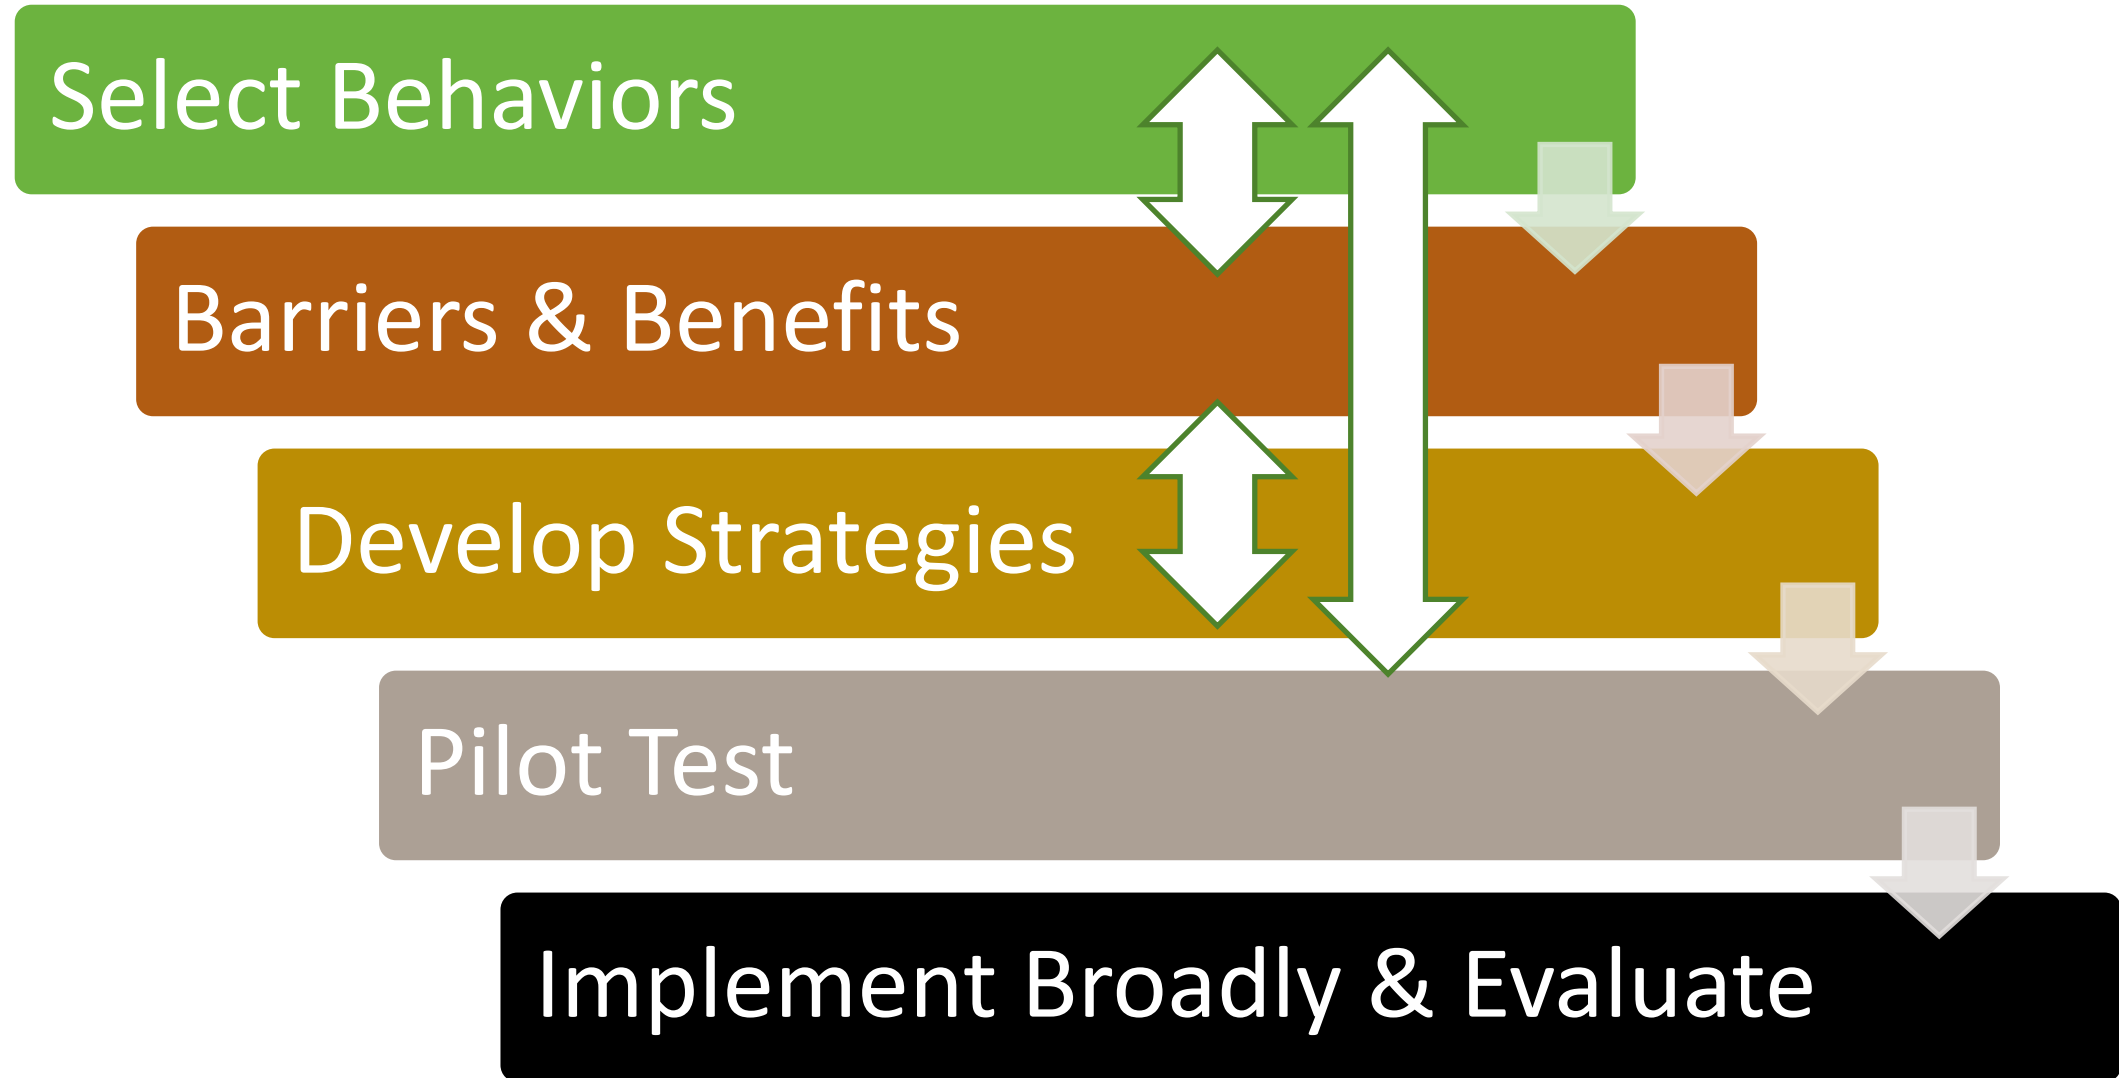 Select Behaviors
Barriers & Benefits
Develop Strategies
Pilot Test
Implement Broadly & Evaluate